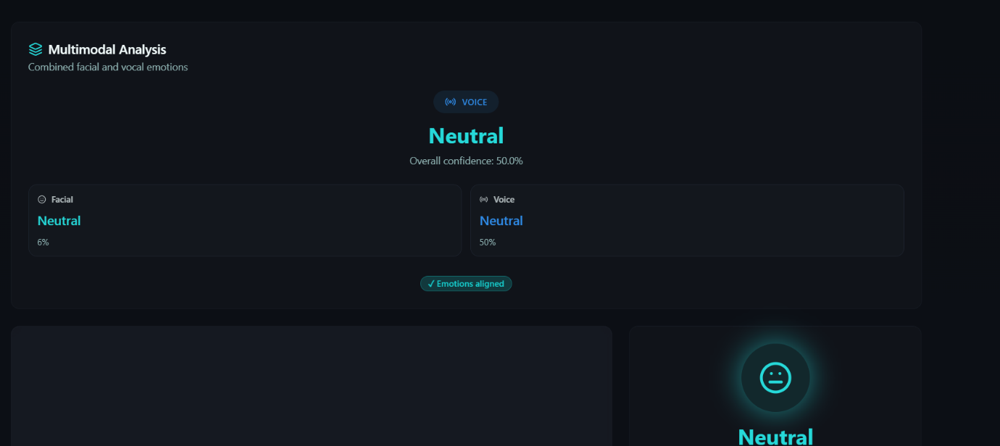 Multimodal Analysis
Combined facial and vocal emotions
VOICE
Neutral
Overall confidence: 50.0%
Facial
Neutral
6%
Voice
Neutral
50%
✓ Emotions aligned
Neutral